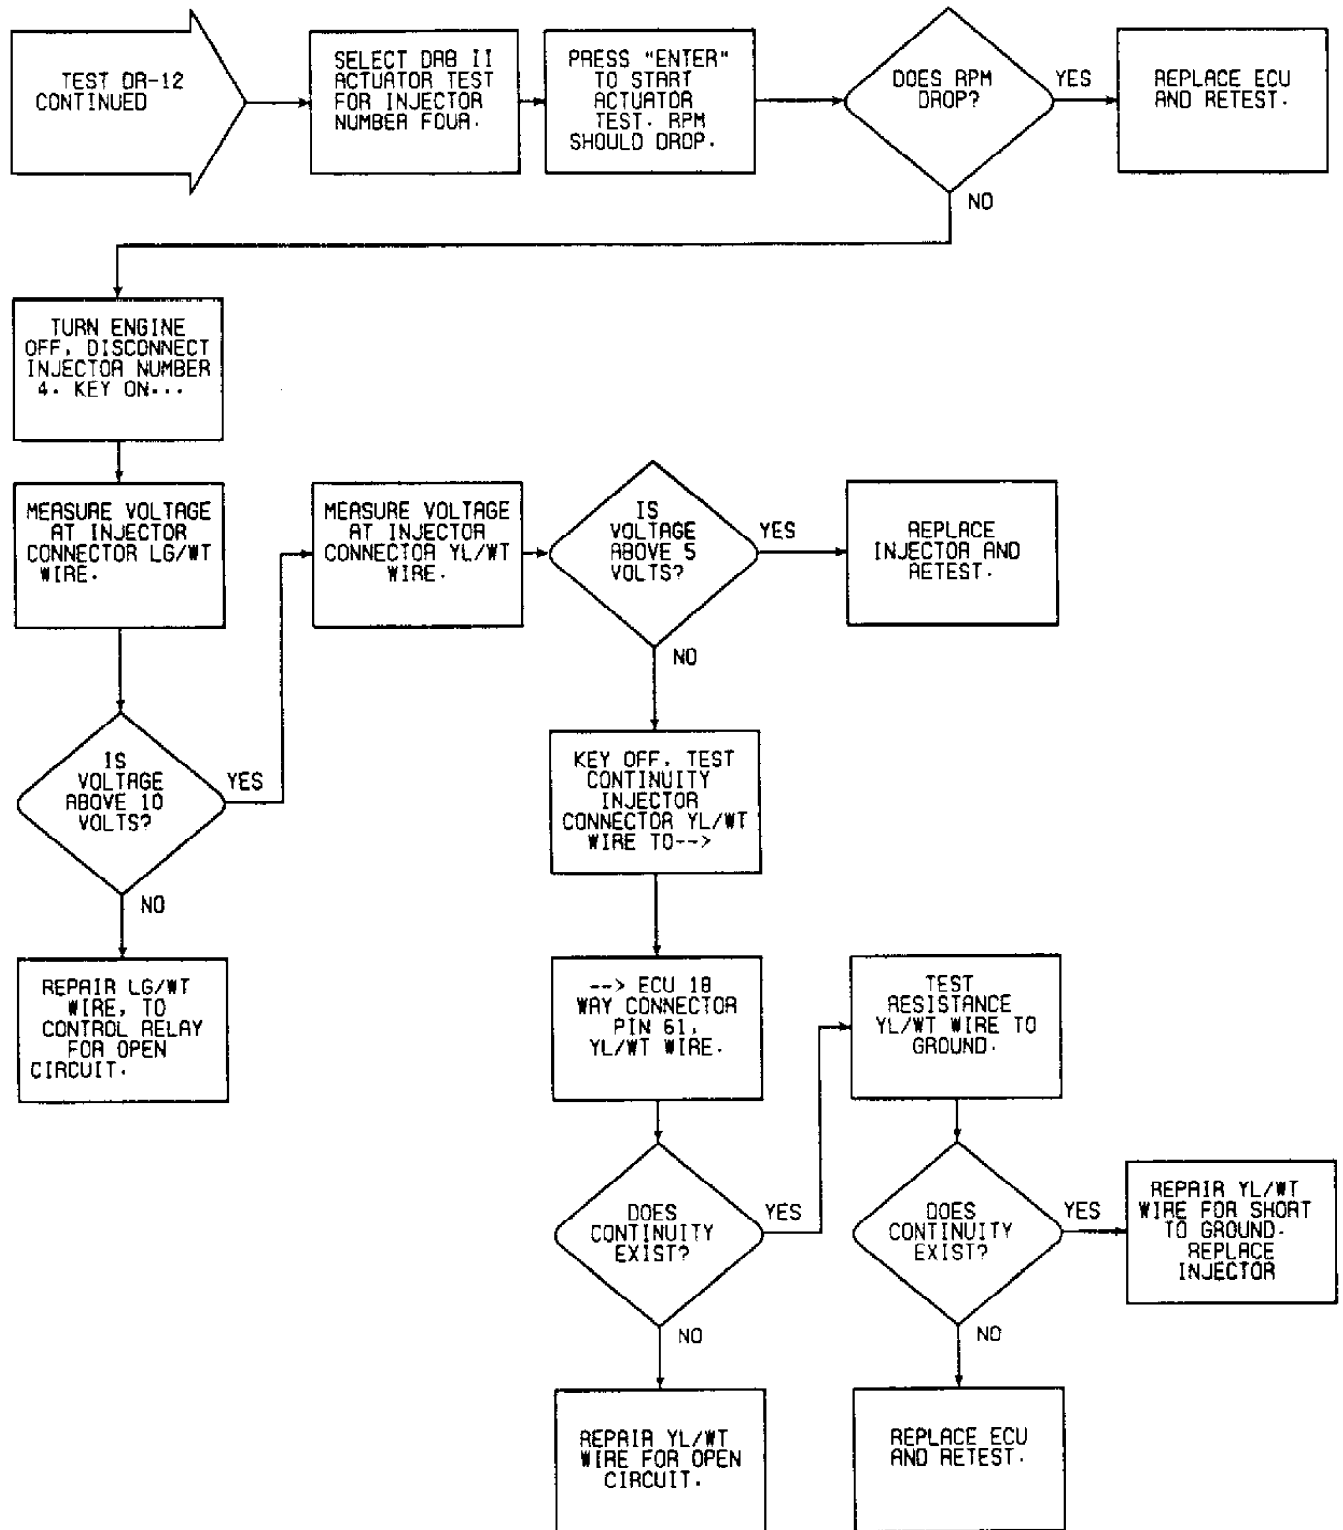 TEST DR-12
CONTINUED
SELECT DRB II
ACTUATOR TEST
FOR INJECTOR
NUMBER FOUR.
PRESS "ENTER"
TO START
ACTUATOR
TEST. RPM
SHOULD DROP.
DOES RPM
DROP?
YES
REPLACE ECU
AND RETEST.
NO
TURN ENGINE
OFF, DISCONNECT
INJECTOR NUMBER
4. KEY ON...
MEASURE VOLTAGE
AT INJECTOR
CONNECTOR LG/WT
WIRE.
MEASURE VOLTAGE
AT INJECTOR
CONNECTOR YL/WT
WIRE.
IS
VOLTAGE
ABOVE 5
VOLTS?
YES
REPLACE
INJECTOR AND
RETEST.
NO
IS
VOLTAGE
ABOVE 10
VOLTS?
YES
KEY OFF, TEST
CONTINUITY
INJECTOR
CONNECTOR YL/WT
WIRE TO-->
NO
REPAIR LG/WT
WIRE, TO
CONTROL RELAY
FOR OPEN
CIRCUIT.
--> ECU 18
WAY CONNECTOR
PIN 61,
YL/WT WIRE.
TEST
RESISTANCE
YL/WT WIRE TO
GROUND.
DOES
CONTINUITY
EXIST?
YES
DOES
CONTINUITY
EXIST?
YES
REPAIR YL/WT
WIRE FOR SHORT
TO GROUND.
REPLACE
INJECTOR
NO
NO
REPAIR YL/WT
WIRE FOR OPEN
CIRCUIT.
REPLACE ECU
AND RETEST.